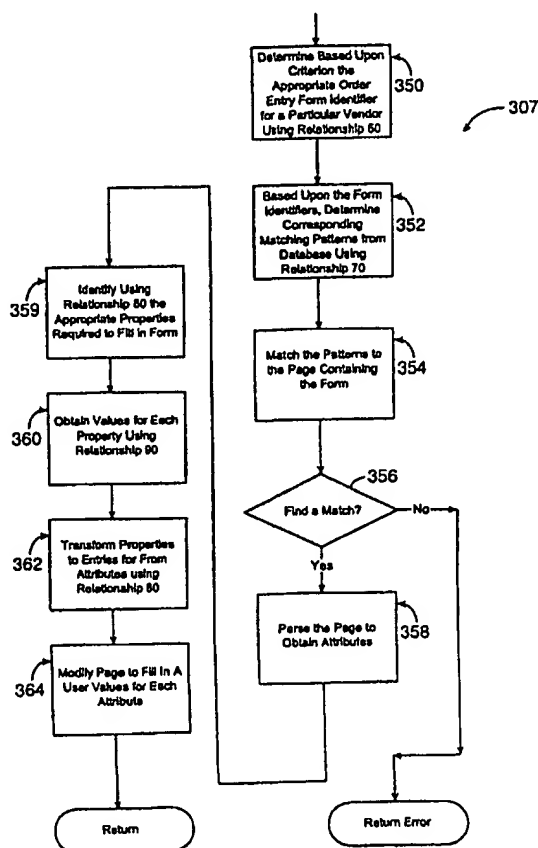 Determine Based Upon
Criterion the
Appropriate Order
Entry Form Identifier
for a Particular Vendor
Using Relationship 60
350
307
Based Upon the Form
Identifiers, Determine
Corresponding
Matching Patterns from
Database Using
Relationship 70
352
Match the Patterns to
the Page Containing
the Form
354
356
Find a Match?
No
Yes
Parse the Page to
Obtain Attributes
358
Identify Using
Relationship 80 the
Appropriate Properties
Required to Fill in Form
359
Obtain Values for Each
Property Using
Relationship 90
360
Transform Properties
to Entries for From
Attributes using
Relationship 80
362
Modify Page to Fill In A
User Values for Each
Attribute
364
Return
Return Error